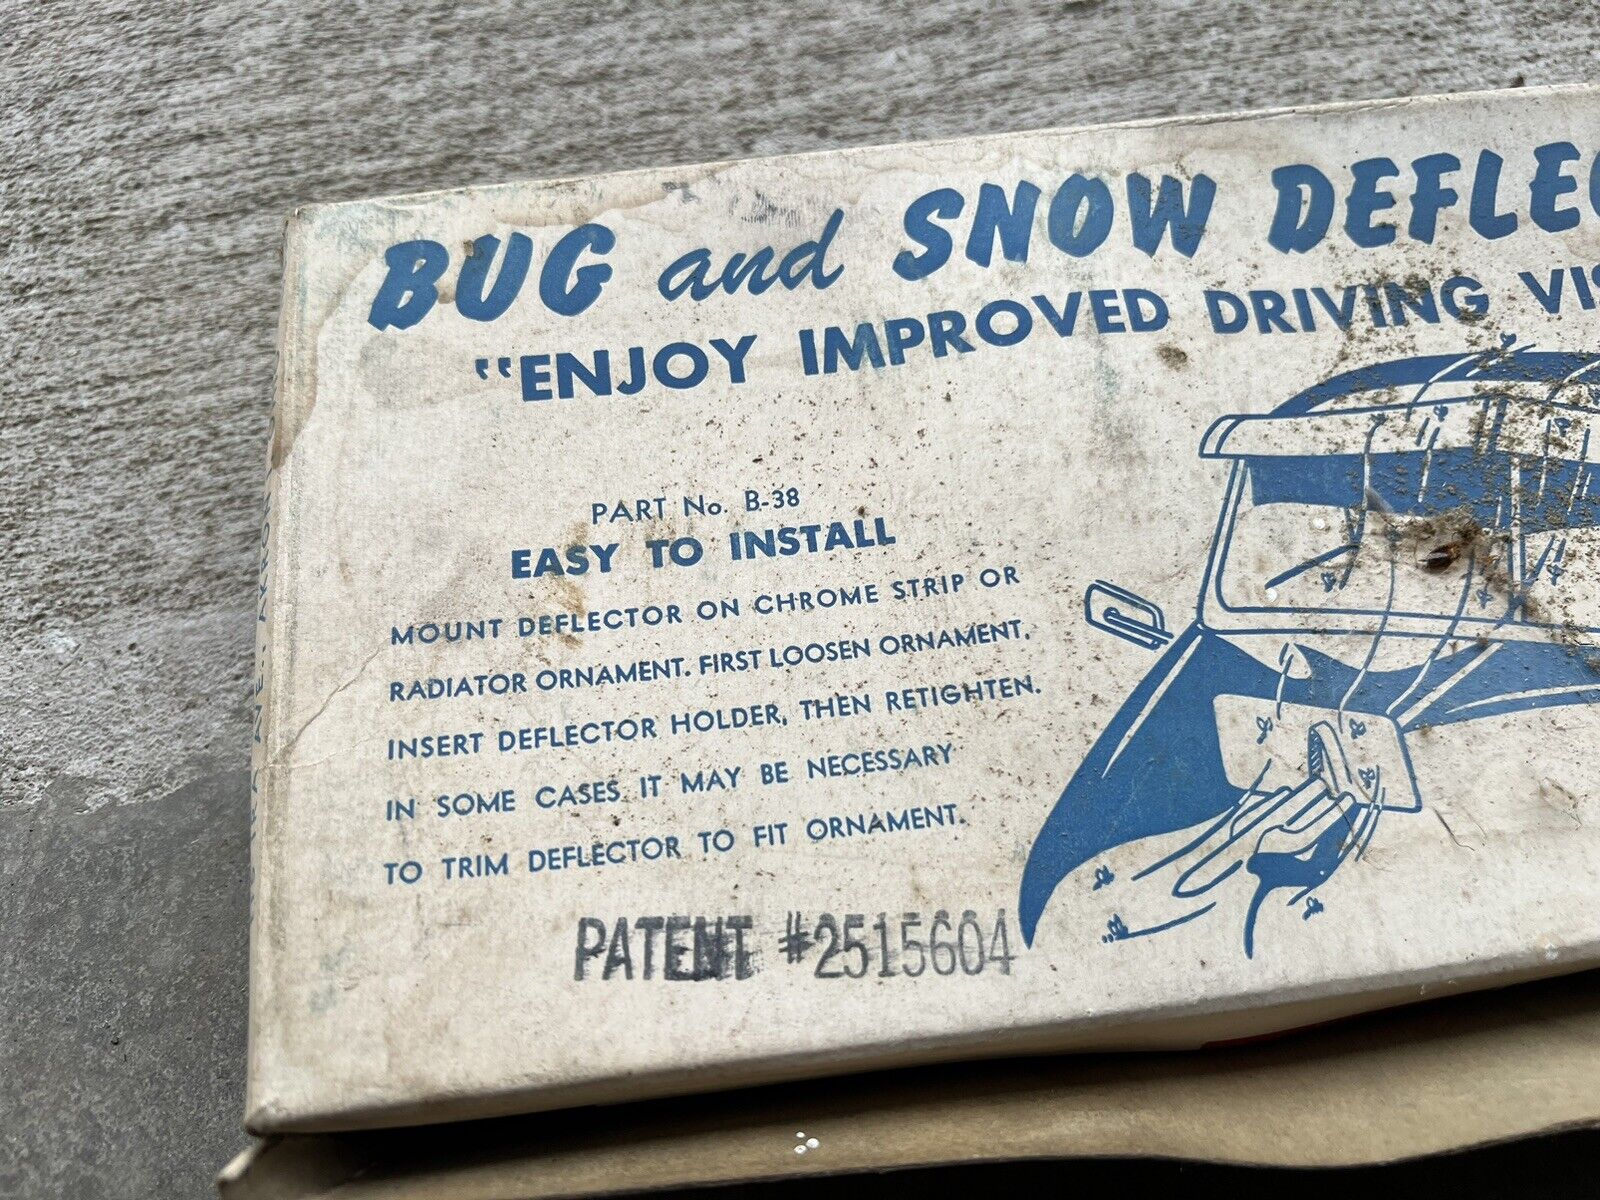 BUG and SNOW DEFLEC
"ENJOY IMPROVED DRIVING VIS
PART No. B-38
EASY TO INSTALL
MOUNT DEFLECTOR ON CHROME STRIP OR
RADIATOR ORNAMENT. FIRST LOOSEN ORNAMENT,
INSERT DEFLECTOR HOLDER, THEN RETIGHTEN.
IN SOME CASES IT MAY BE NECESSARY
TO TRIM DEFLECTOR TO FIT ORNAMENT.
PATENT #2515604